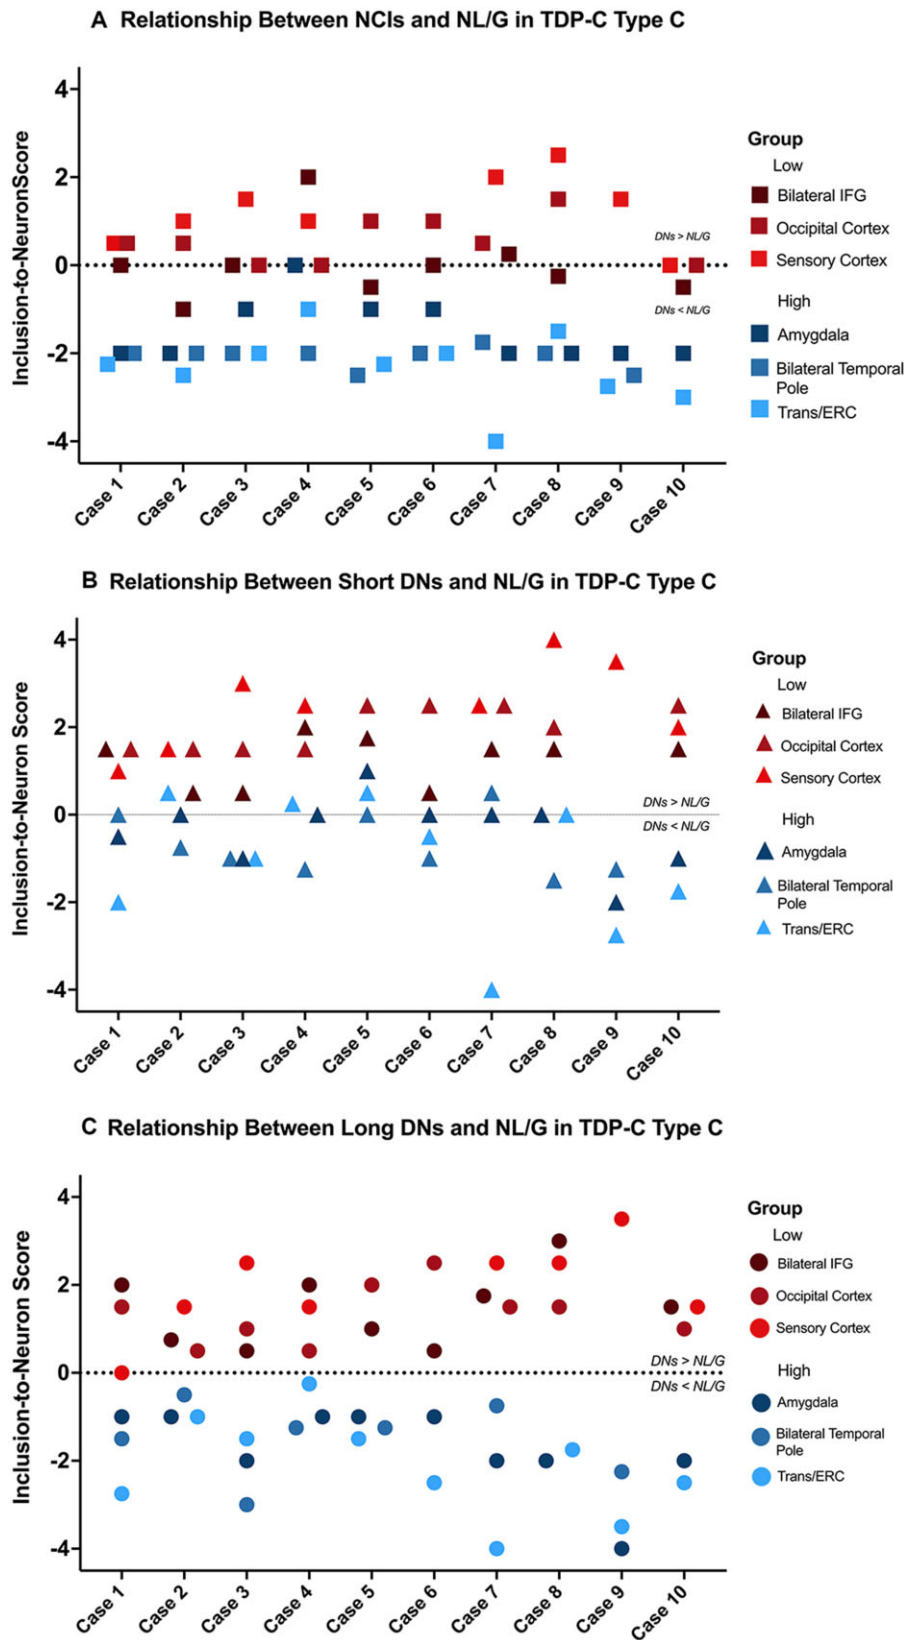 A Relationship Between NCIs and NL/G in TDP-C Type C
Inclusion-to-NeuronScore
4
2
0
-2
-4
DNs > NL/G
DNs < NL/G
Case 1
Case 2
Case 3
Case 4
Case 5
Case 6
Case 7
Case 8
Case 9
Case 10
Group
Low
Bilateral IFG
Occipital Cortex
Sensory Cortex
High
Amygdala
Bilateral Temporal
Pole
Trans/ERC
B Relationship Between Short DNs and NL/G in TDP-C Type C
Inclusion-to-Neuron Score
4
2
0
-2
-4
DNs > NL/G
DNs < NL/G
Case 1
Case 2
Case 3
Case 4
Case 5
Case 6
Case 7
Case 8
Case 9
Case 10
Group
Low
Bilateral IFG
Occipital Cortex
Sensory Cortex
High
Amygdala
Bilateral Temporal
Pole
Trans/ERC
C Relationship Between Long DNs and NL/G in TDP-C Type C
Inclusion-to-Neuron Score
4
2
0
-2
-4
DNs > NL/G
DNs < NL/G
Case 1
Case 2
Case 3
Case 4
Case 5
Case 6
Case 7
Case 8
Case 9
Case 10
Group
Low
Bilateral IFG
Occipital Cortex
Sensory Cortex
High
Amygdala
Bilateral Temporal
Pole
Trans/ERC